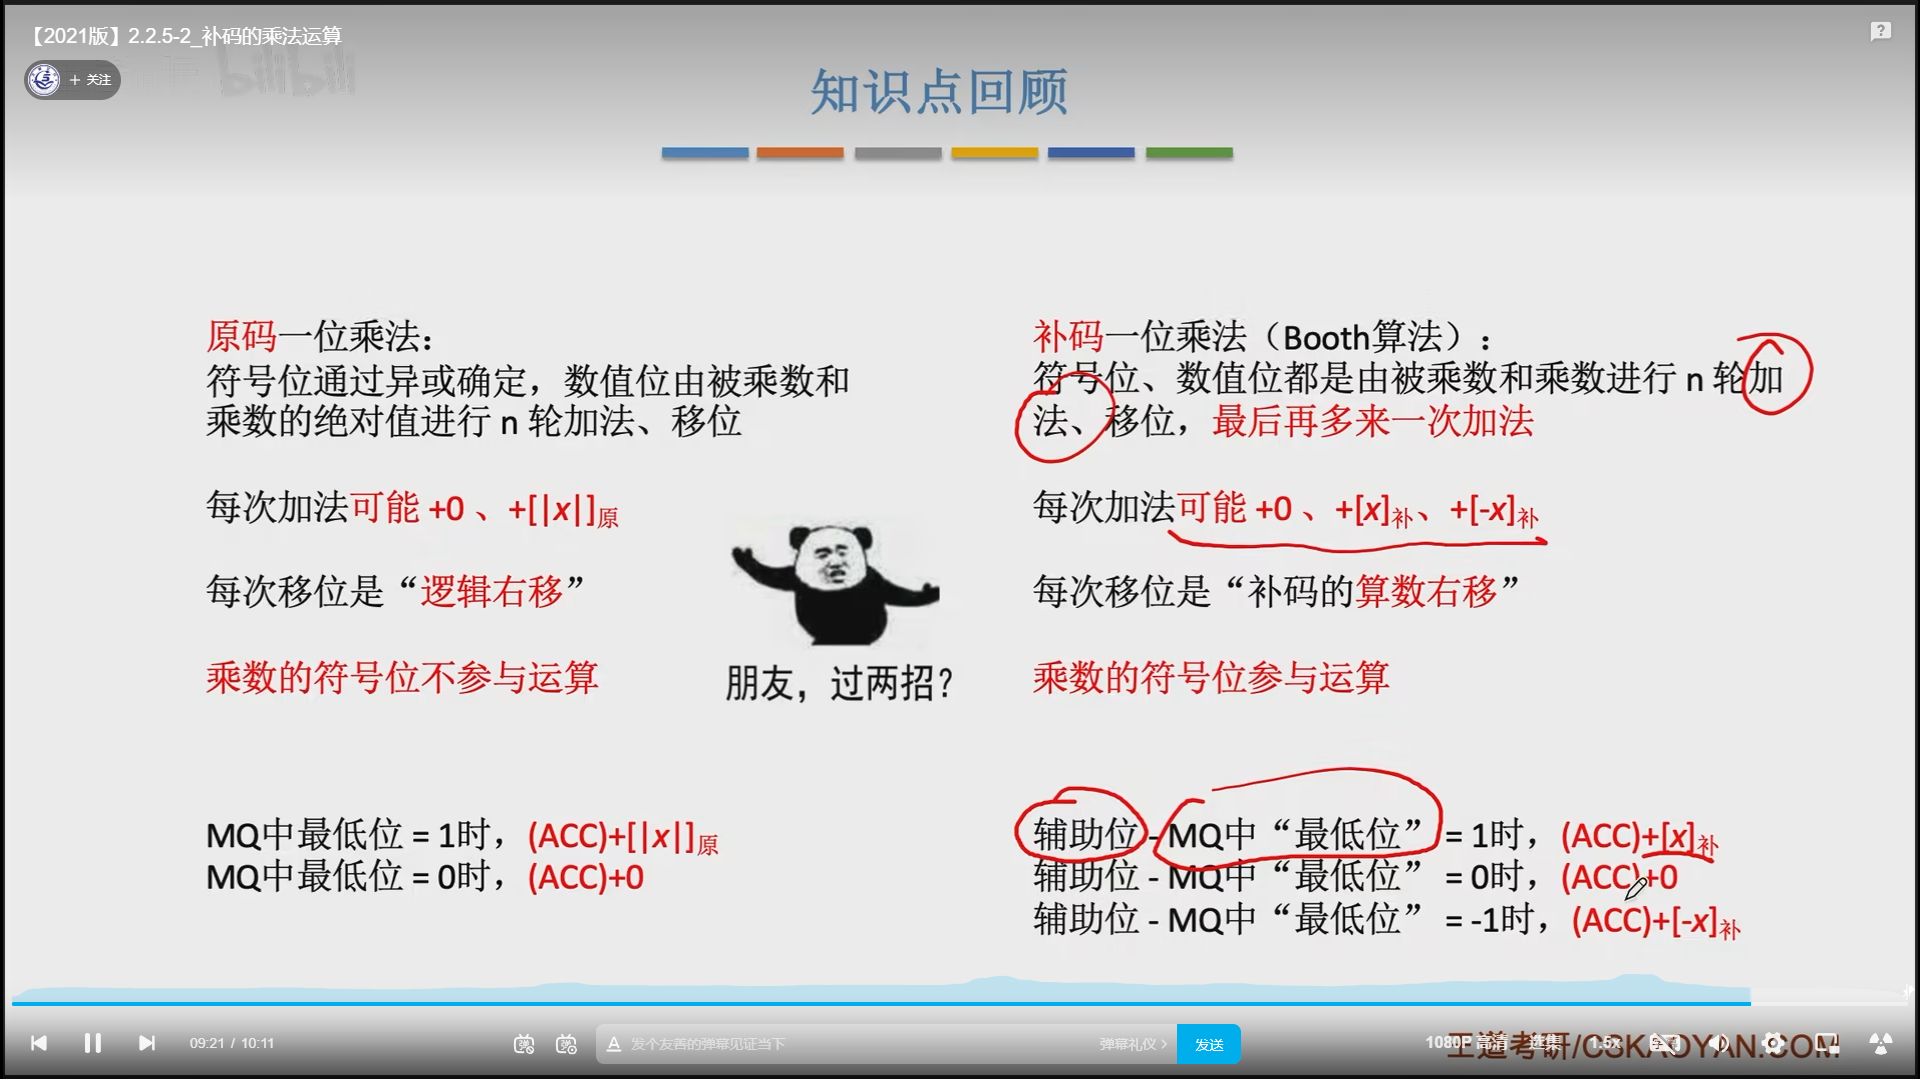 【2021版】2.2.5-2_补码的乘法运算
+ 关注
bilibili
知识点回顾
原码一位乘法：
符号位通过异或确定，数值位由被乘数和
乘数的绝对值进行 n 轮加法、移位
每次加法可能 +0 、+[|x|]原
每次移位是“逻辑右移”
乘数的符号位不参与运算
MQ中最低位 = 1时，(ACC)+[|x|]原
MQ中最低位 = 0时，(ACC)+0
朋友，过两招?
补码一位乘法（Booth算法）：
符号位、数值位都是由被乘数和乘数进行 n 轮加
法、移位，最后再多来一次加法
每次加法可能 +0 、+[x]补、+[-x]补
每次移位是“补码的算数右移”
乘数的符号位参与运算
辅助位 - MQ中“最低位” = 1时，(ACC)+[x]补
辅助位 - MQ中“最低位” = 0时，(ACC)+0
辅助位 - MQ中“最低位” = -1时，(ACC)+[-x]补
09:21 / 10:11
发个友善的弹幕见证当下
弹幕礼仪 >
发送
1080P 高清
选集
1.5x
王道考研/CSKAOYAN.COM